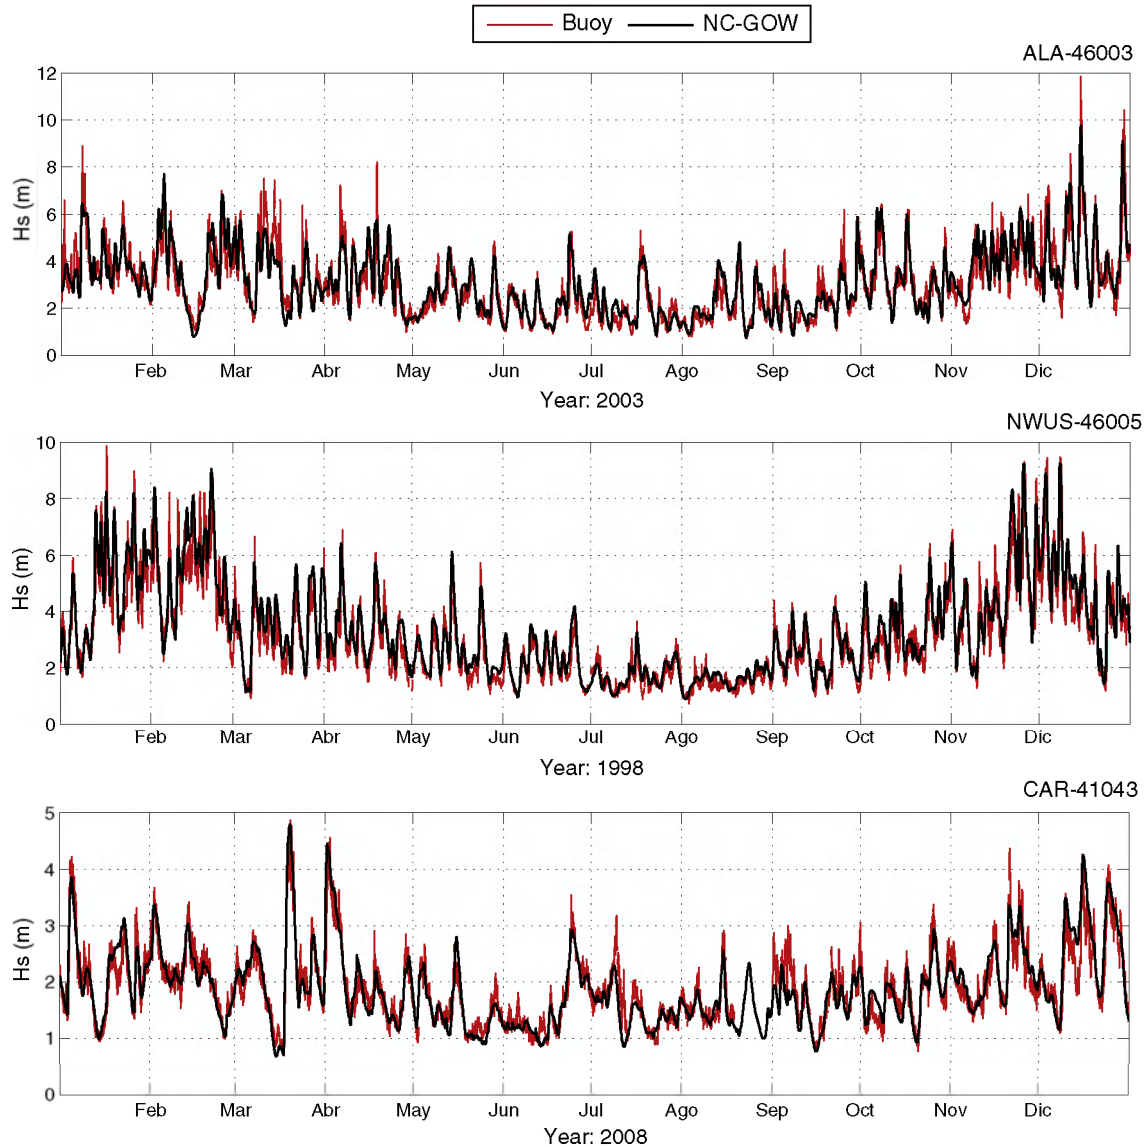 Buoy NC-GOW
ALA-46003
Hs (m)
12
10
8
6
4
2
0
Feb Mar Abr May Jun Jul Ago Sep Oct Nov Dic
Year: 2003
NWUS-46005
Hs (m)
10
8
6
4
2
0
Feb Mar Abr May Jun Jul Ago Sep Oct Nov Dic
Year: 1998
CAR-41043
Hs (m)
5
4
3
2
1
0
Feb Mar Abr May Jun Jul Ago Sep Oct Nov Dic
Year: 2008